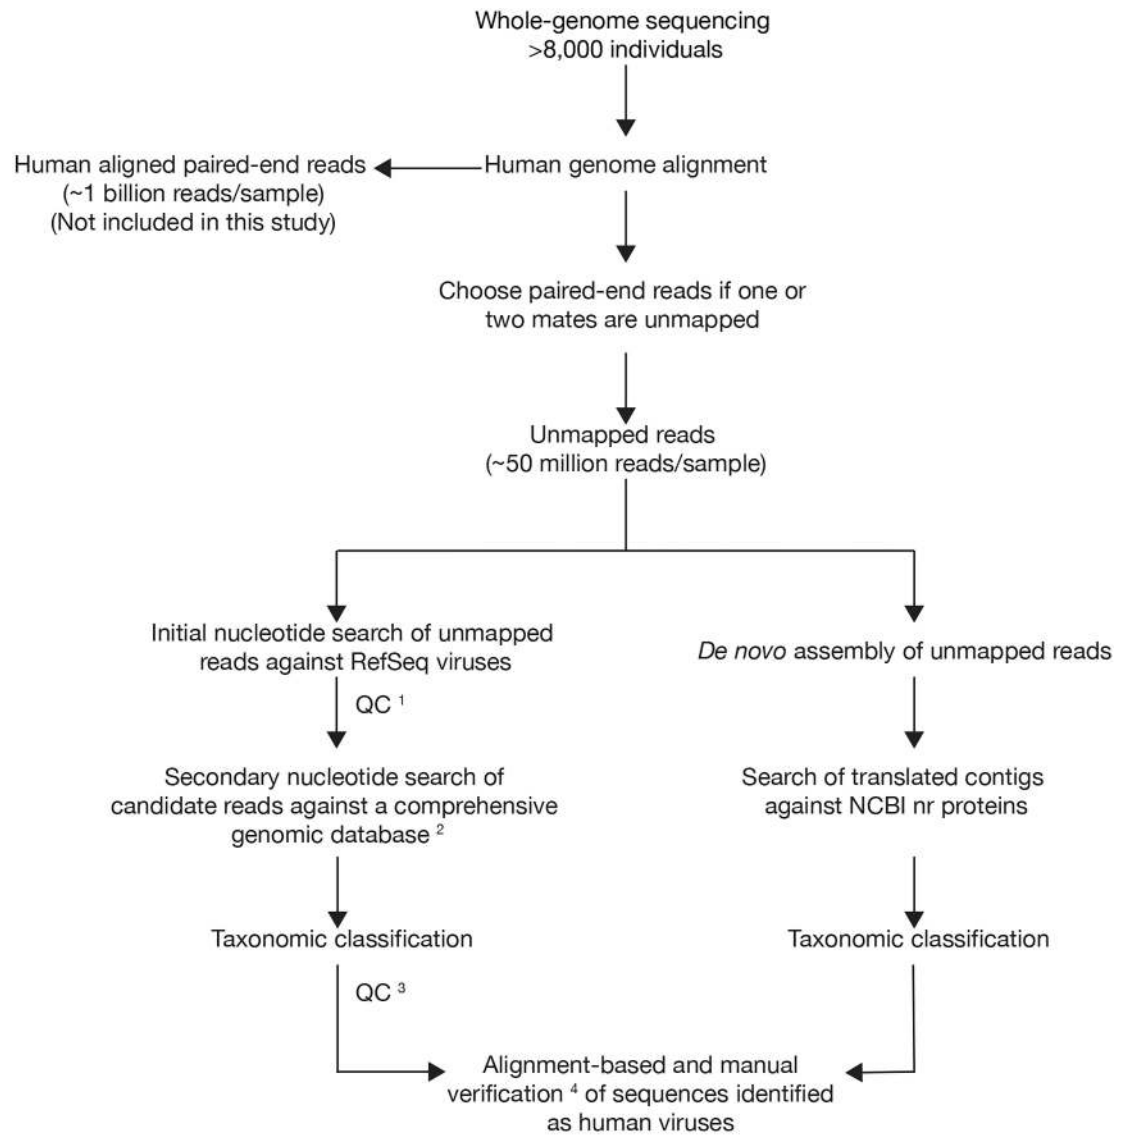 Whole-genome sequencing
>8,000 individuals
Human aligned paired-end reads
(~1 billion reads/sample)
(Not included in this study)
Human genome alignment
Choose paired-end reads if one or
two mates are unmapped
Unmapped reads
(~50 million reads/sample)
Initial nucleotide search of unmapped
reads against RefSeq viruses
QC 1
Secondary nucleotide search of
candidate reads against a comprehensive
genomic database 2
Taxonomic classification
QC 3
De novo assembly of unmapped reads
Search of translated contigs
against NCBI nr proteins
Taxonomic classification
Alignment-based and manual
verification 4 of sequences identified
as human viruses